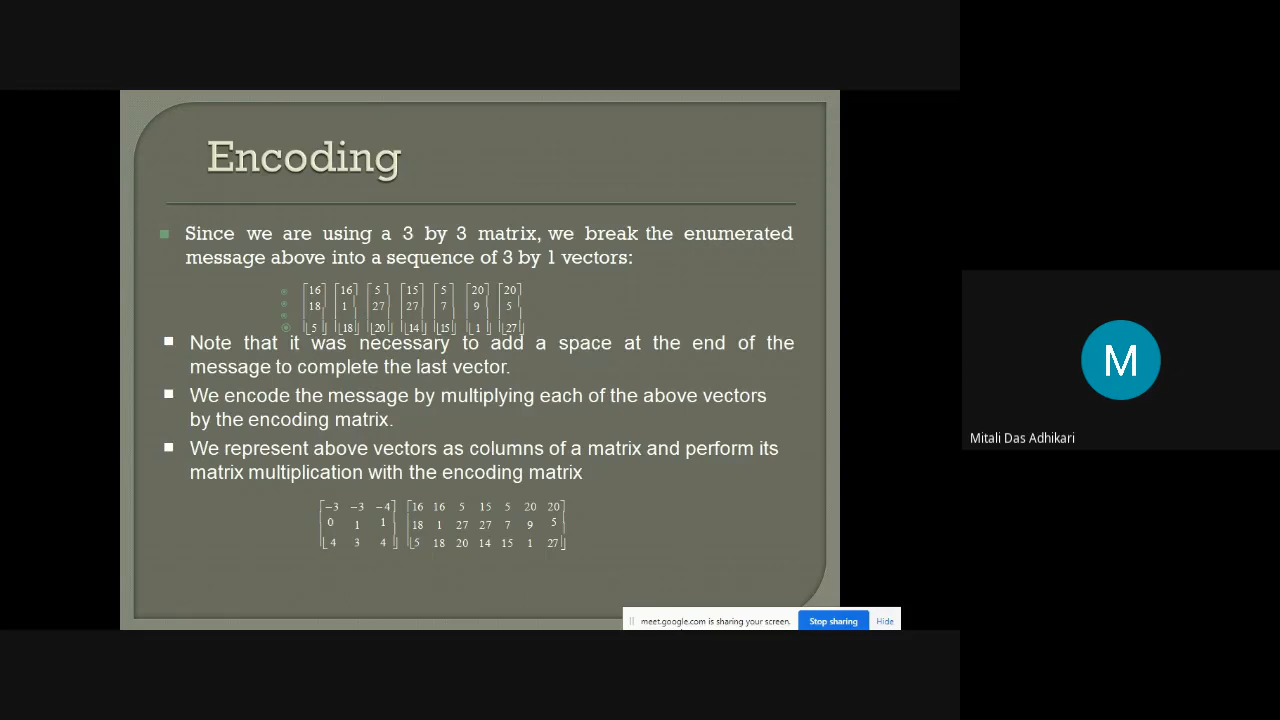 Encoding
Since we are using a 3 by 3 matrix, we break the enumerated
message above into a sequence of 3 by 1 vectors:
16 16 5 15 5 20 20
18 1 27 27 7 9 5
5 18 20 14 15 1 27
Note that it was necessary to add a space at the end of the
message to complete the last vector.
We encode the message by multiplying each of the above vectors
by the encoding matrix.
We represent above vectors as columns of a matrix and perform its
matrix multiplication with the encoding matrix
−3 −3 −4 16 16 5 15 5 20 20
0 1 1 18 1 27 27 7 9 5
4 3 4 5 18 20 14 15 1 27
meet.google.com is sharing your screen. Stop sharing Hide
M
Mitali Das Adhikari